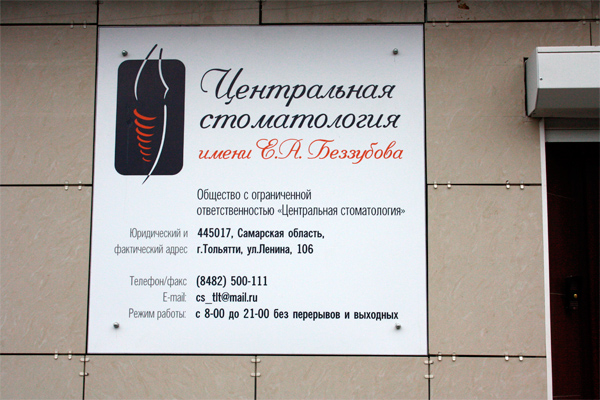 Центральная
стоматология
имени Е.А. Беззубова
Общество с ограниченной
ответственностью «Центральная стоматология»
Юридический и 445017, Самарская область,
фактический адрес г.Тольятти, ул.Ленина, 106
Телефон/факс (8482) 500-111
E-mail: cs_tlt@mail.ru
Режим работы: с 8-00 до 21-00 без перерывов и выходных